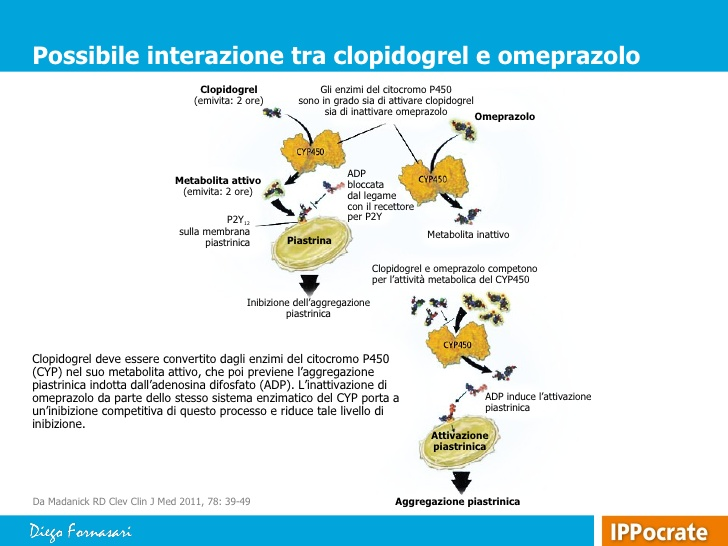 Possibile interazione tra clopidogrel e omeprazolo
Clopidogrel
(emivita: 2 ore)
Gli enzimi del citocromo P450
sono in grado sia di attivare clopidogrel
sia di inattivare omeprazolo
Omeprazolo
CYP450
CYP450
Metabolita attivo
(emivita: 2 ore)
ADP
bloccata
dal legame
con il recettore
per P2Y
P2Y12
sulla membrana
piastrinica
Piastrina
Metabolita inattivo
Inibizione dell'aggregazione
piastrinica
Clopidogrel e omeprazolo competono
per l'attività metabolica del CYP450
CYP450
ADP induce l'attivazione
piastrinica
Attivazione
piastrinica
Aggregazione piastrinica
Clopidogrel deve essere convertito dagli enzimi del citocromo P450
(CYP) nel suo metabolita attivo, che poi previene l'aggregazione
piastrinica indotta dall'adenosina difosfato (ADP). L'inattivazione di
omeprazolo da parte dello stesso sistema enzimatico del CYP porta a
un'inibizione competitiva di questo processo e riduce tale livello di
inibizione.
Da Madanick RD Clev Clin J Med 2011, 78: 39-49
Diego Fornasari
IPPocrate